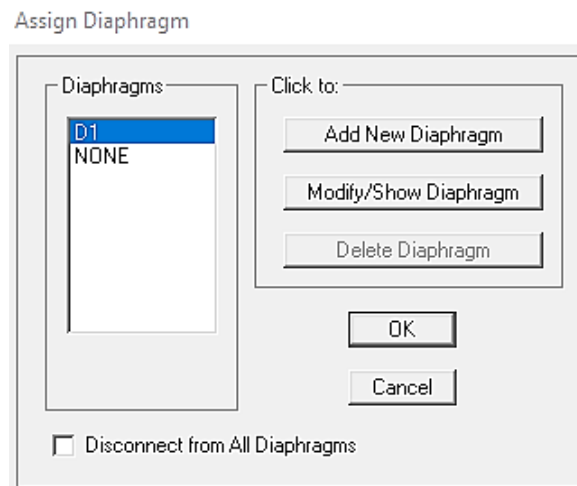 Assign Diaphragm
Diaphragms
D1
NONE
Click to:
Add New Diaphragm
Modify/Show Diaphragm
Delete Diaphragm
OK
Cancel
Disconnect from All Diaphragms